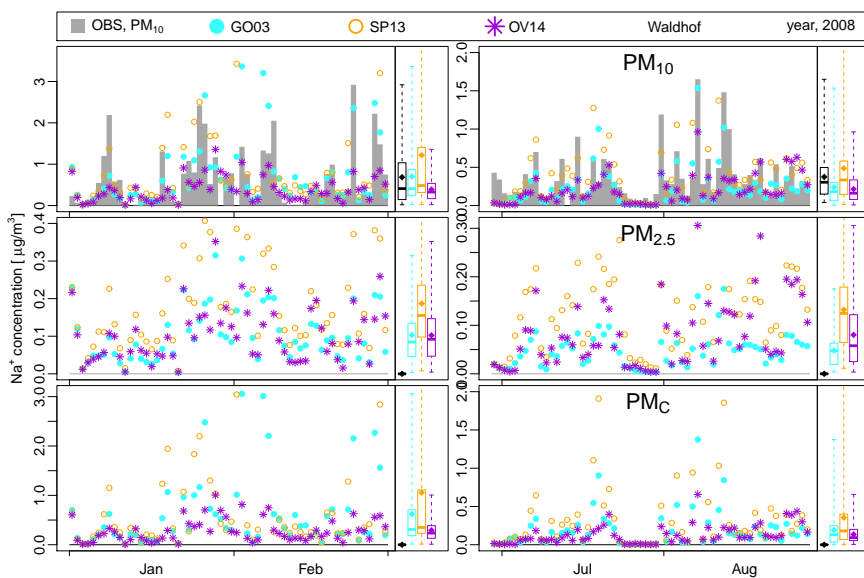 OBS, PM10 GO03 SP13 OV14 Waldhof year, 2008
PM10
0 1 2 3
0.0 0.5 1.0 1.5 2.0
Na+ concentration [ µg/m3]
PM2.5
0.0 0.1 0.2 0.3 0.4
0.00 0.10 0.20 0.30
PMC
0.0 1.0 2.0 3.0
0.0 0.5 1.0 1.5 2.0
Jan Feb Jul Aug